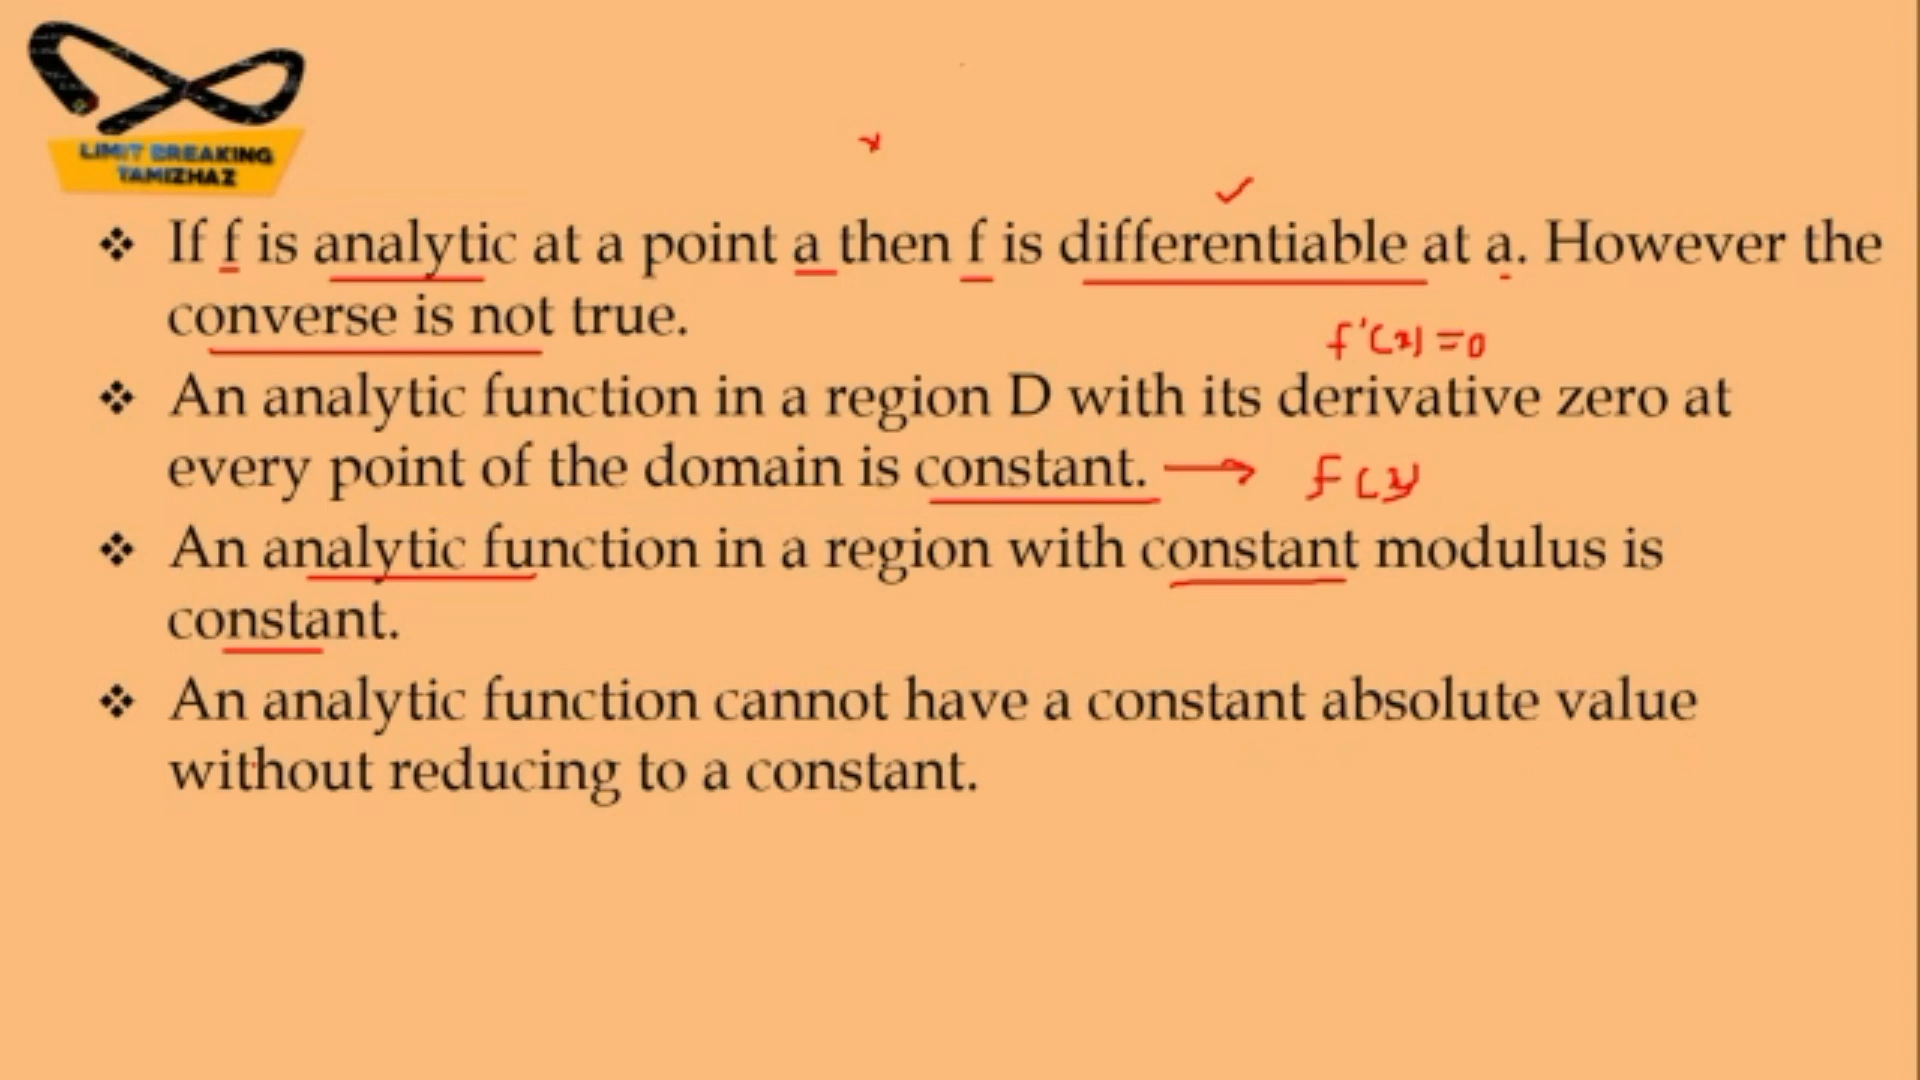 LIMIT BREAKING
TAMIZHAZ
❖ If f is analytic at a point a then f is differentiable at a. However the
converse is not true.
f'(z)=0
❖ An analytic function in a region D with its derivative zero at
every point of the domain is constant. → f(z)
❖ An analytic function in a region with constant modulus is
constant.
❖ An analytic function cannot have a constant absolute value
without reducing to a constant.